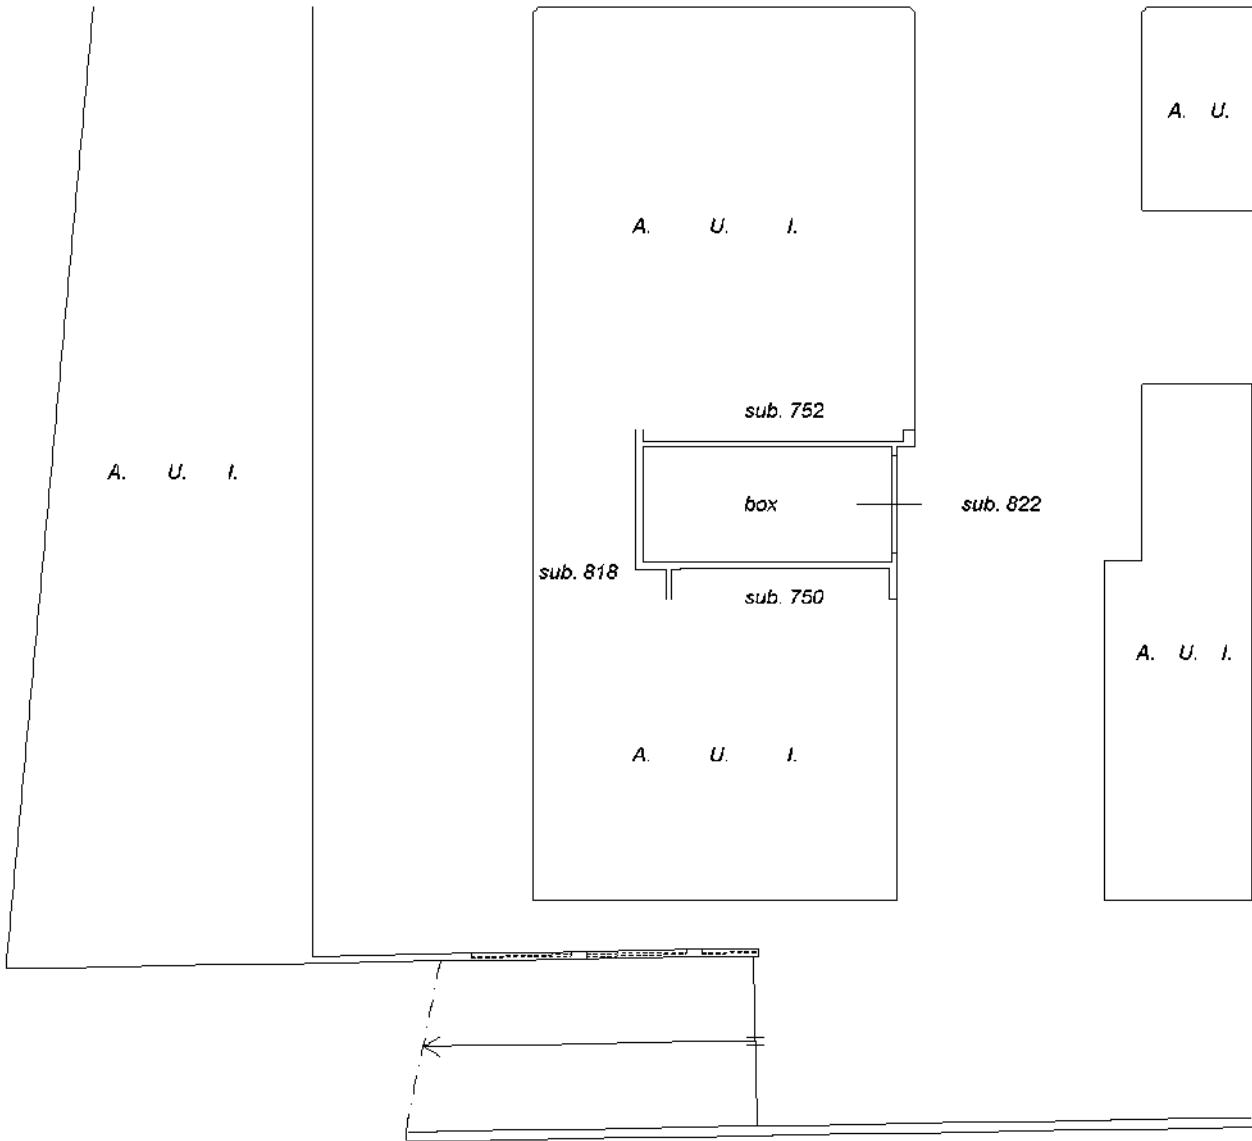 A. U.
A. U. I.
sub. 752
A. U. I.
box
sub. 822
sub. 818
sub. 750
A. U. I.
A. U. I.